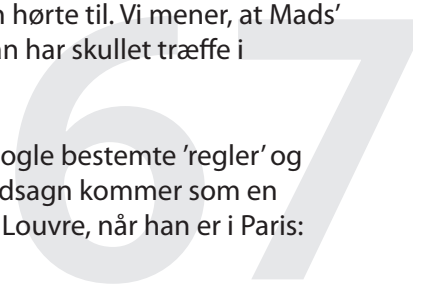 n hørte til. Vi mener, at Mads’
an har skullet træffe i
ogle bestemte ’regler’ og
dsagn kommer som en
Louvre, når han er i Paris:
67